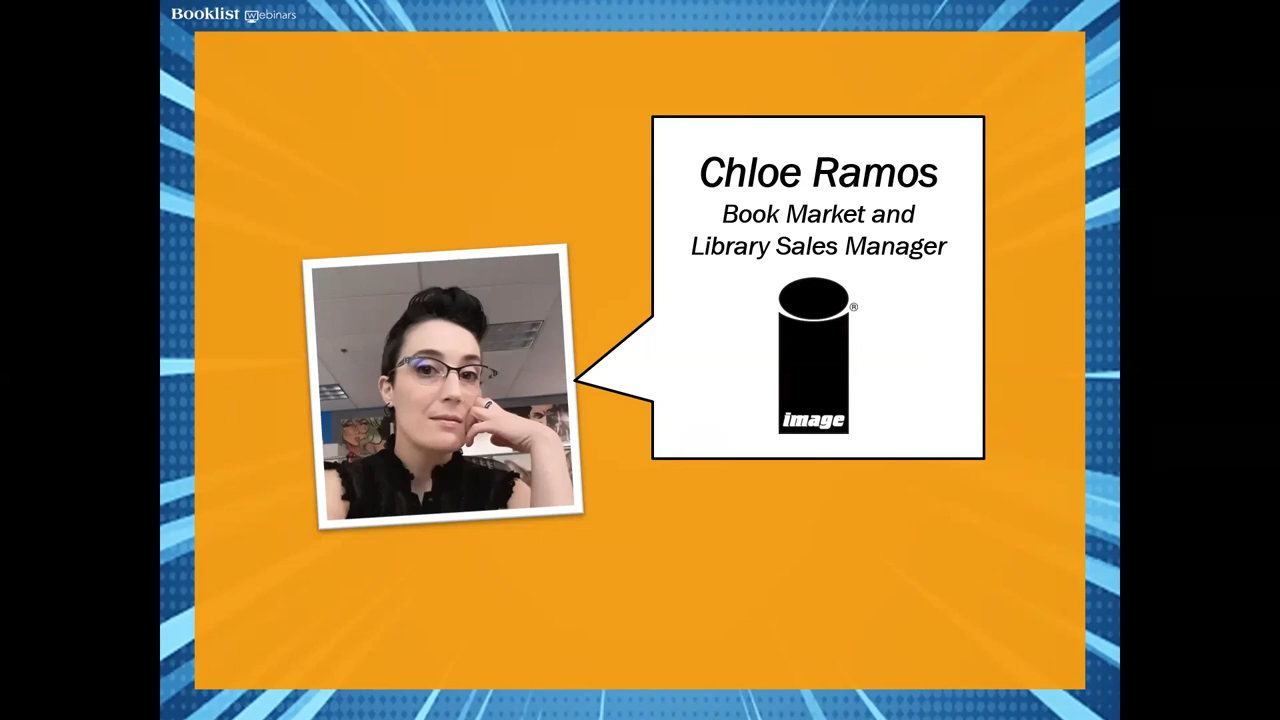 Booklist Webinars
Chloe Ramos
Book Market and
Library Sales Manager
®
image